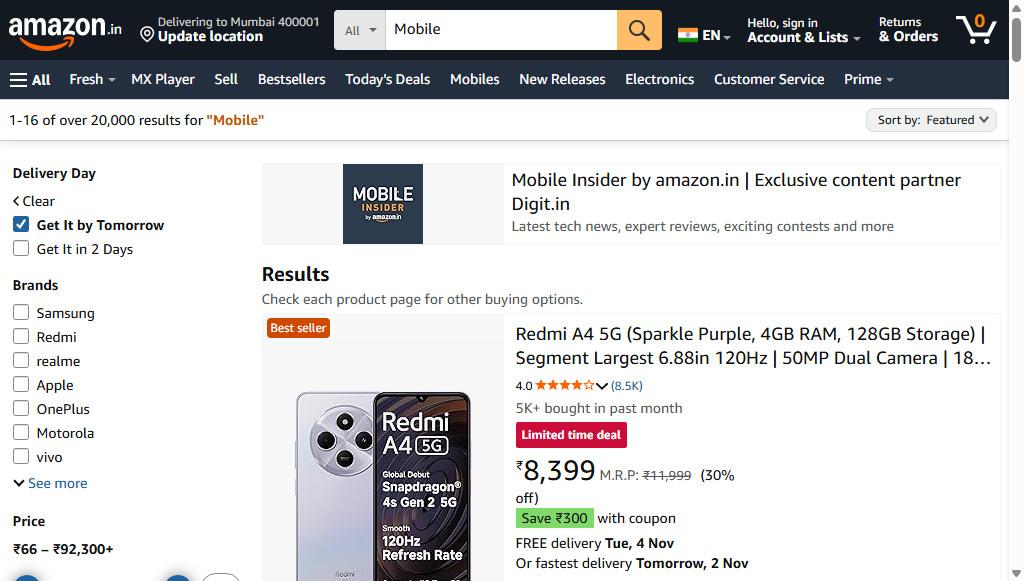 amazon.in
Delivering to Mumbai 400001
Update location
All
Mobile
EN
Hello, sign in
Account & Lists
Returns
& Orders
0
All
Fresh
MX Player
Sell
Bestsellers
Today's Deals
Mobiles
New Releases
Electronics
Customer Service
Prime
1-16 of over 20,000 results for "Mobile"
Sort by: Featured
Delivery Day
Clear
Get It by Tomorrow
Get It in 2 Days
Brands
Samsung
Redmi
realme
Apple
OnePlus
Motorola
vivo
See more
Price
₹66 – ₹92,300+
MOBILE
INSIDER
by amazon.in
Mobile Insider by amazon.in | Exclusive content partner
Digit.in
Latest tech news, expert reviews, exciting contests and more
Results
Check each product page for other buying options.
Best seller
Redmi
A4 5G
Global Debut
Snapdragon®
4s Gen 2 5G
Smooth
120Hz
Refresh Rate
Redmi
Redmi A4 5G (Sparkle Purple, 4GB RAM, 128GB Storage) |
Segment Largest 6.88in 120Hz | 50MP Dual Camera | 18…
4.0 (8.5K)
5K+ bought in past month
Limited time deal
₹8,399 M.R.P: ₹11,999 (30%
off)
Save ₹300 with coupon
FREE delivery Tue, 4 Nov
Or fastest delivery Tomorrow, 2 Nov